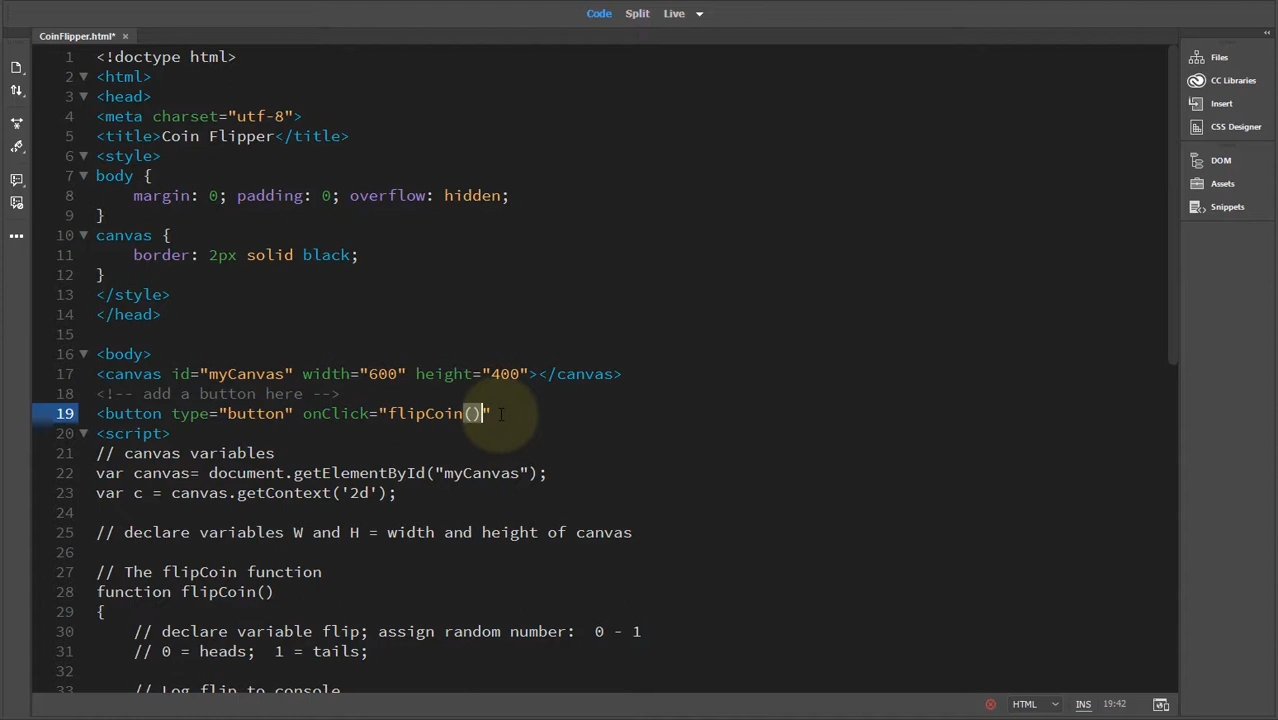 Code Split Live
CoinFlipper.html* ×
1 <!doctype html>
2 <html>
3 <head>
4 <meta charset="utf-8">
5 <title>Coin Flipper</title>
6 <style>
7 body {
8 margin: 0; padding: 0; overflow: hidden;
9 }
10 canvas {
11 border: 2px solid black;
12 }
13 </style>
14 </head>
15
16 <body>
17 <canvas id="myCanvas" width="600" height="400"></canvas>
18 <!-- add a button here -->
19 <button type="button" onClick="flipCoin()"
20 <script>
21 // canvas variables
22 var canvas= document.getElementById("myCanvas");
23 var c = canvas.getContext('2d');
24
25 // declare variables W and H = width and height of canvas
26
27 // The flipCoin function
28 function flipCoin()
29 {
30 // declare variable flip; assign random number: 0 - 1
31 // 0 = heads; 1 = tails;
32
33 // Log flip to console
Files
CC Libraries
Insert
CSS Designer
DOM
Assets
Snippets
HTML INS 19:42